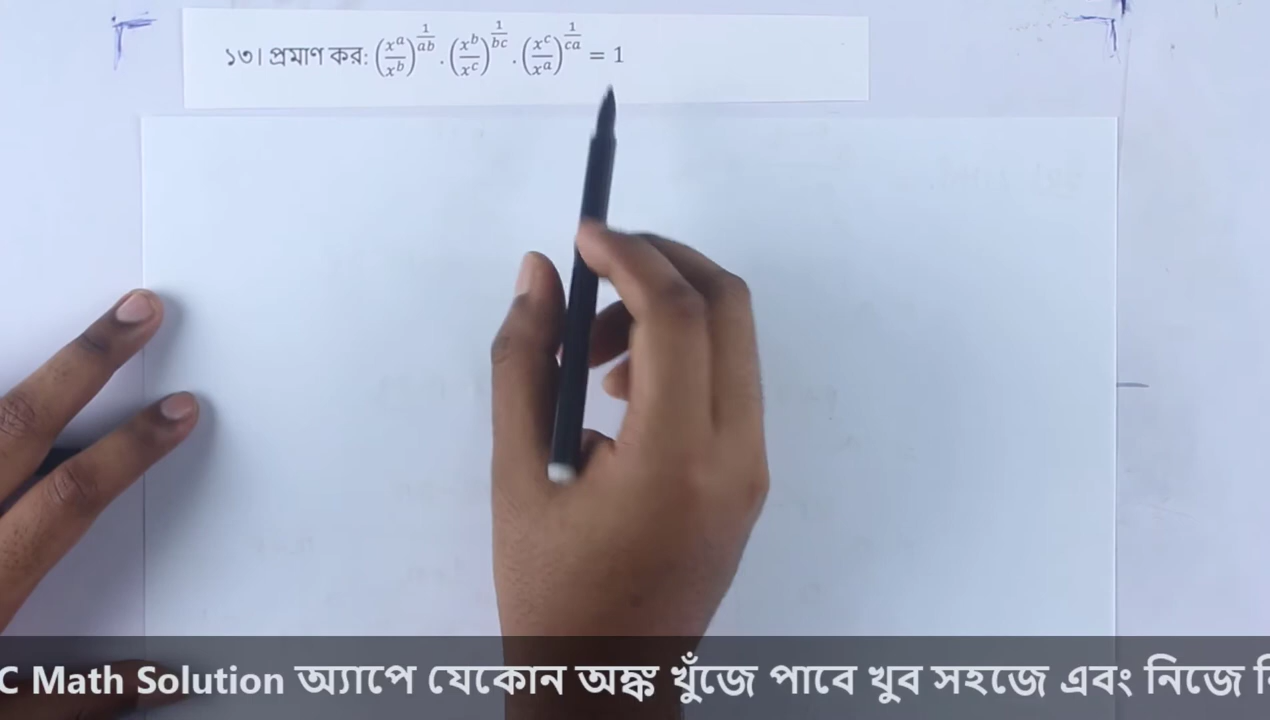 ১৩। প্রমাণ কর: (x^a/x^b)^(1/ab) . (x^b/x^c)^(1/bc) . (x^c/x^a)^(1/ca) = 1
C Math Solution অ্যাপে যেকোন অঙ্ক খুঁজে পাবে খুব সহজে এবং নিজে